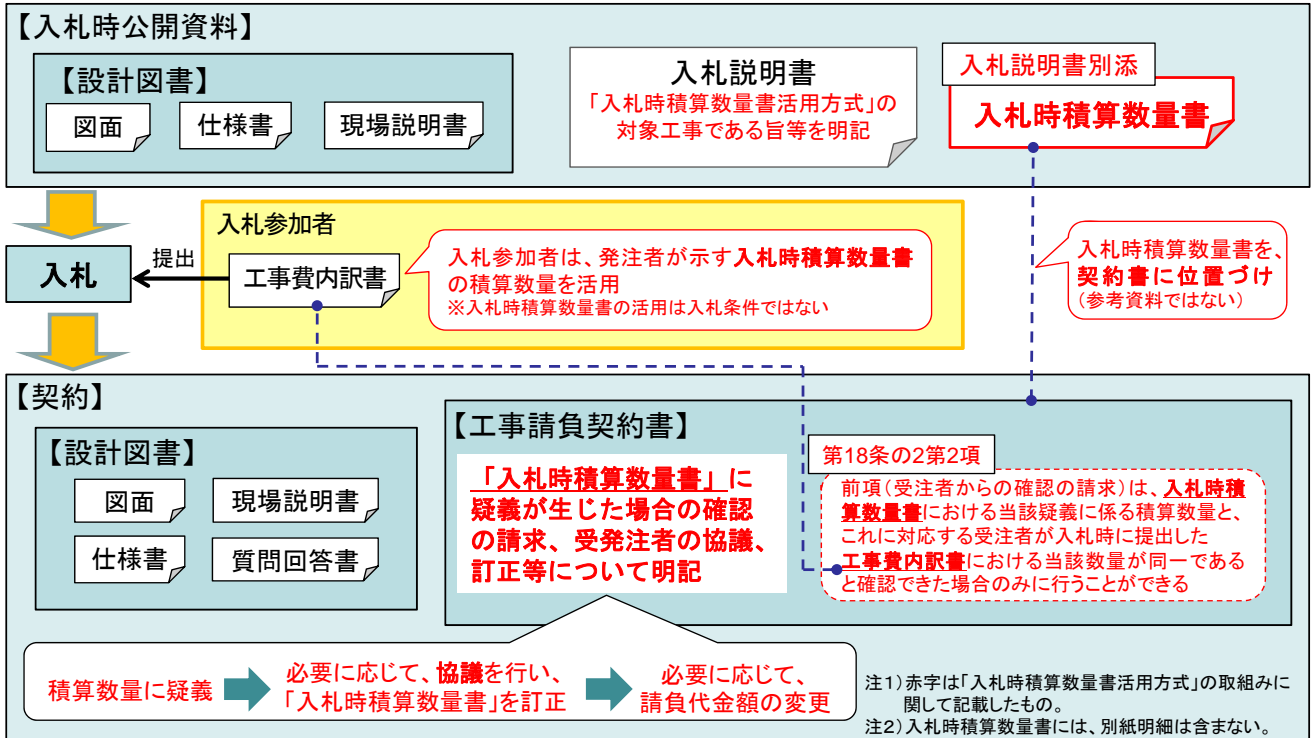 【入札時公開資料】
【設計図書】
図面
仕様書
現場説明書
入札説明書
「入札時積算数量書活用方式」の
対象工事である旨等を明記
入札説明書別添
入札時積算数量書
入札
提出
入札参加者
工事費内訳書
入札参加者は、発注者が示す入札時積算数量書
の積算数量を活用
※入札時積算数量書の活用は入札条件ではない
入札時積算数量書を、
契約書に位置づけ
(参考資料ではない)
【契約】
【設計図書】
図面
現場説明書
仕様書
質問回答書
【工事請負契約書】
「入札時積算数量書」に
疑義が生じた場合の確認
の請求、受発注者の協議、
訂正等について明記
第18条の2第2項
前項(受注者からの確認の請求)は、入札時積
算数量書における当該疑義に係る積算数量と、
これに対応する受注者が入札時に提出した
工事費内訳書における当該数量が同一である
と確認できた場合のみに行うことができる
積算数量に疑義
必要に応じて、協議を行い、
「入札時積算数量書」を訂正
必要に応じて、
請負代金額の変更
注1)赤字は「入札時積算数量書活用方式」の取組みに
関して記載したもの。
注2)入札時積算数量書には、別紙明細は含まない。